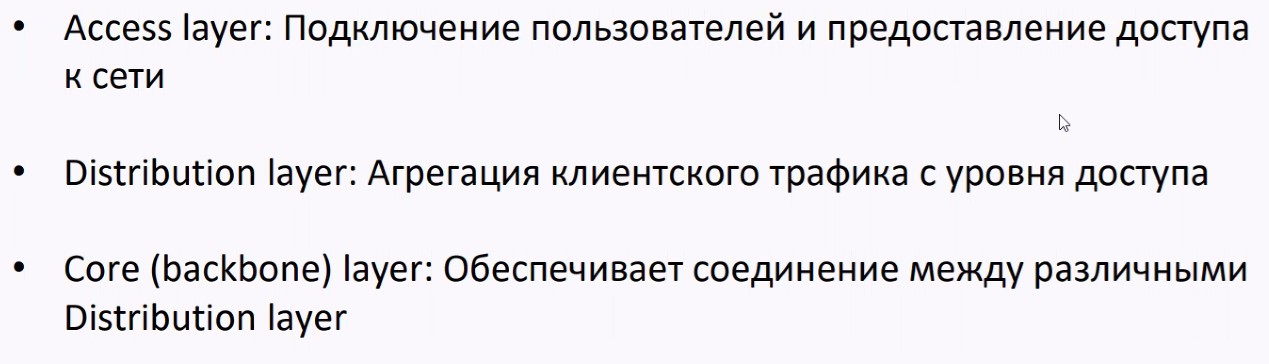 • Access layer: Подключение пользователей и предоставление доступа
к сети
• Distribution layer: Агрегация клиентского трафика с уровня доступа
• Core (backbone) layer: Обеспечивает соединение между различными
Distribution layer